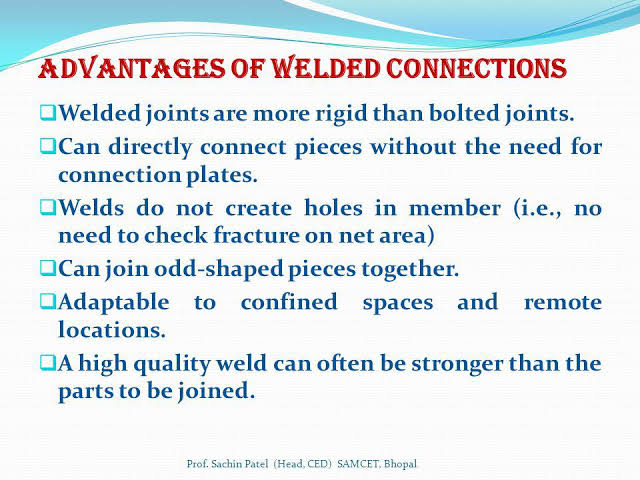 ADVANTAGES OF WELDED CONNECTIONS
❑Welded joints are more rigid than bolted joints.
❑Can directly connect pieces without the need for
connection plates.
❑Welds do not create holes in member (i.e., no
need to check fracture on net area)
❑Can join odd-shaped pieces together.
❑Adaptable to confined spaces and remote
locations.
❑A high quality weld can often be stronger than the
parts to be joined.
Prof. Sachin Patel (Head, CED) SAMCET, Bhopal